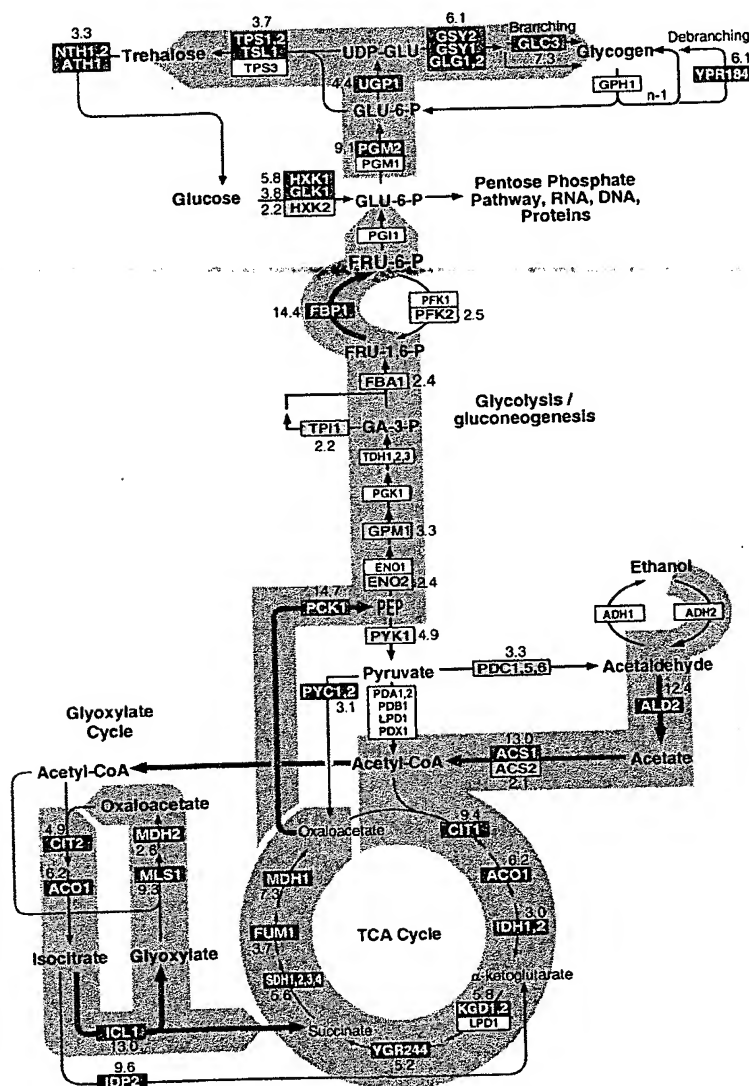 3.3
NTH1,2
ATH1
Trehalose
3.7
TPS1,2
TSL1
TPS3
UDP-GLU
6.1
GSY2
GSY1
GLG1,2
Branching
GLC3
7.3
Glycogen
Debranching
6.1
YPR184
GPH1
n-1
4.4
UGP1
GLU-6-P
9.1
PGM2
PGM1
Glucose
5.8
HXK1
3.8
GLK1
2.2
HXK2
GLU-6-P
Pentose Phosphate
Pathway, RNA, DNA,
Proteins
PGI1
FRU-6-P
14.4
FBP1
PFK1
PFK2
2.5
FRU-1,6-P
FBA1
2.4
Glycolysis /
gluconeogenesis
TPI1
2.2
GA-3-P
TDH1,2,3
PGK1
GPM1
3.3
ENO1
ENO2
2.4
14.7
PCK1
PEP
PYK1
4.9
Ethanol
ADH1
ADH2
Pyruvate
3.3
PDC1,5,6
Acetaldehyde
PYC1,2
3.1
PDA1,2
PDB1
LPD1
PDX1
12.4
ALD2
Glyoxylate
Cycle
Acetyl-CoA
Acetyl-CoA
13.0
ACS1
ACS2
2.1
Acetate
Oxaloacetate
4.9
CIT2
MDH2
2.6
6.2
ACO1
MLS1
9.3
Isocitrate
Glyoxylate
ICL1
13.0
9.6
IDP2
Oxaloacetate
9.4
CIT1
6.2
ACO1
3.0
IDH1,2
α-ketoglutarate
5.8
KGD1,2
LPD1
YGR244
5.2
Succinate
SDH1,2,3,4
5.6
FUM1
3.7
MDH1
7.3
TCA Cycle